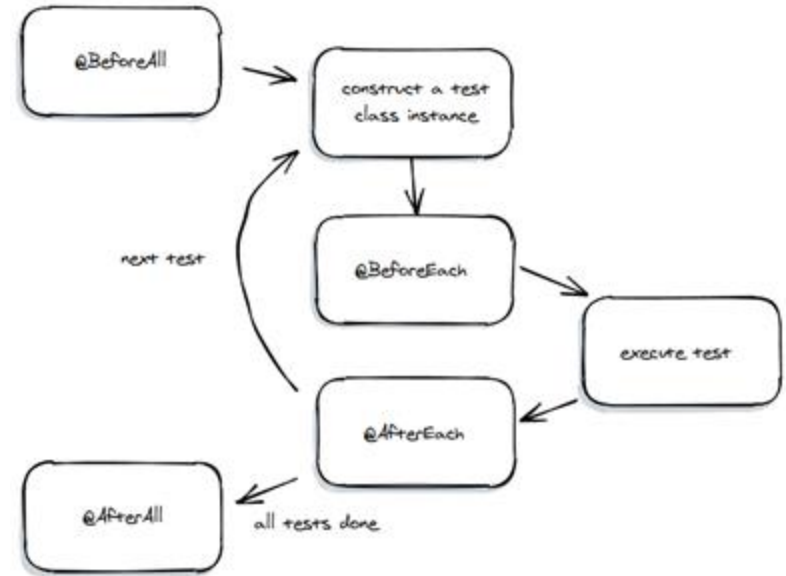 @BeforeAll
construct a test
class instance
@BeforeEach
next test
execute test
@AfterEach
@AfterAll
all tests done